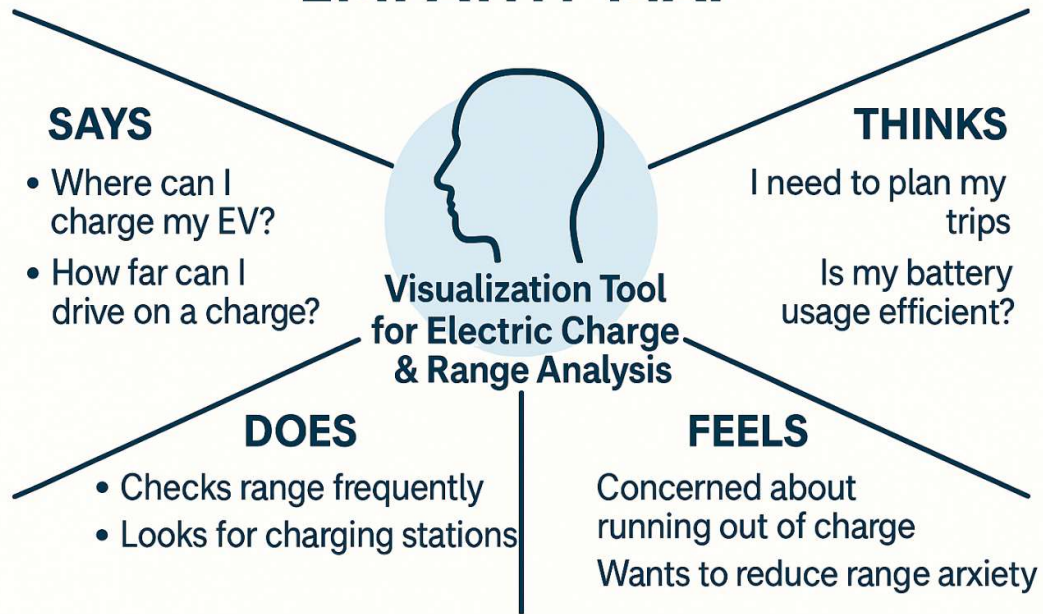 SAYS
• Where can I
charge my EV?
• How far can I
drive on a charge?
THINKS
I need to plan my
trips
Is my battery
usage efficient?
Visualization Tool
for Electric Charge
& Range Analysis
DOES
• Checks range frequently
• Looks for charging stations
FEELS
Concerned about
running out of charge
Wants to reduce range arxiety